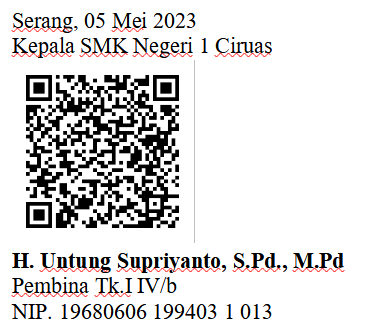 Serang, 05 Mei 2023
Kepala SMK Negeri 1 Ciruas
H. Untung Supriyanto, S.Pd., M.Pd
Pembina Tk.I IV/b
NIP. 19680606 199403 1 013